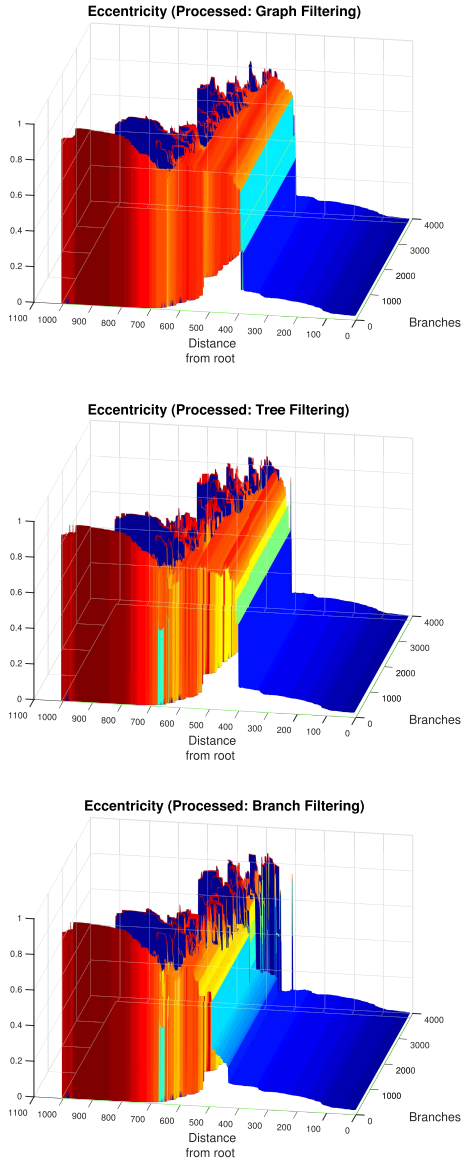 Eccentricity (Processed: Graph Filtering)
1
0.8
0.6
0.4
0.2
0
1100 1000 900 800 700 600 500 400 300 200 100 0
Distance
from root
0 1000 2000 3000 4000
Branches
Eccentricity (Processed: Tree Filtering)
1
0.8
0.6
0.4
0.2
0
1100 1000 900 800 700 600 500 400 300 200 100 0
Distance
from root
0 1000 2000 3000 4000
Branches
Eccentricity (Processed: Branch Filtering)
1
0.8
0.6
0.4
0.2
0
1100 1000 900 800 700 600 500 400 300 200 100 0
Distance
from root
0 1000 2000 3000 4000
Branches